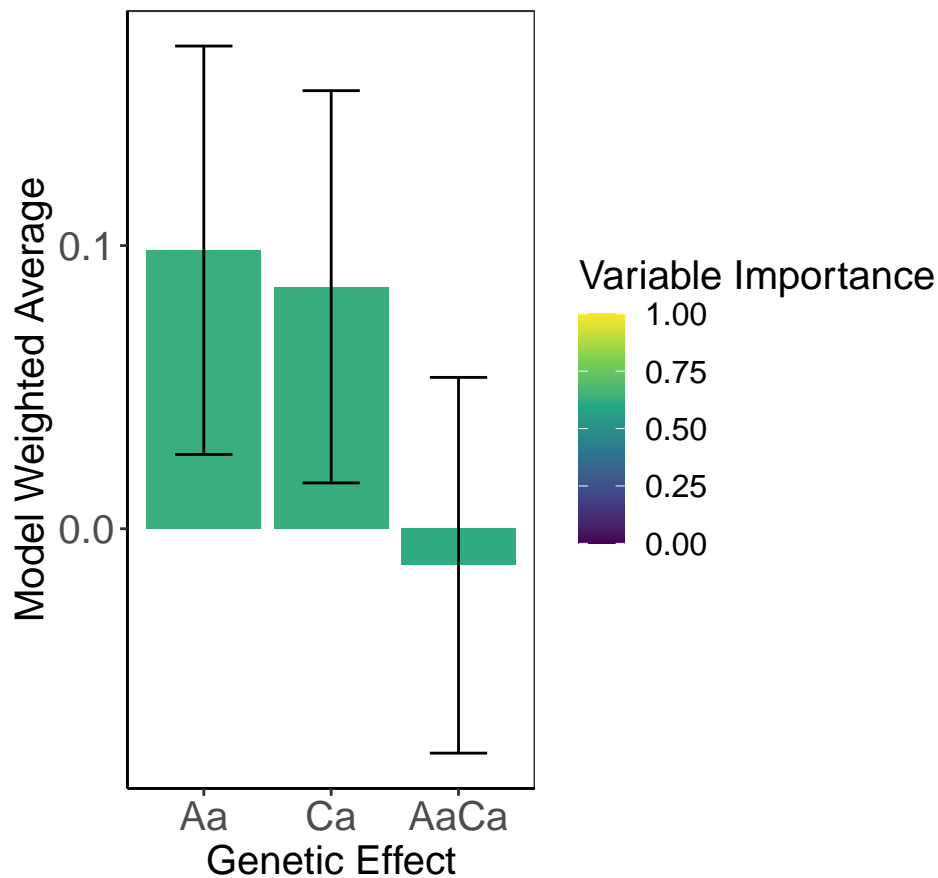 Model Weighted Average
0.1
0.0
Aa Ca AaCa
Genetic Effect
Variable Importance
1.00
0.75
0.50
0.25
0.00